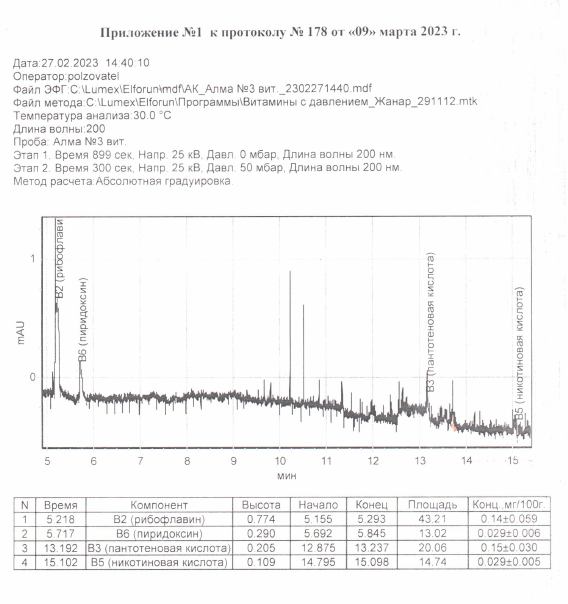 Приложение №1 к протоколу № 178 от «09» марта 2023 г.
Дата:27.02.2023 14:40:10
Оператор:polzovatel
Файл ЭФГ:C:\Lumex\Elforun\mdf\АК_Алма №3 вит._2302271440.mdf
Файл метода:C:\Lumex\Elforun\Программы\Витамины с давлением_Жанар_291112.mtk
Температура анализа:30.0 °C
Длина волны:200
Проба: Алма №3 вит.
Этап 1. Время 899 сек, Напр. 25 кВ, Давл. 0 мбар, Длина волны 200 нм.
Этап 2. Время 300 сек, Напр. 25 кВ, Давл. 50 мбар, Длина волны 200 нм.
Метод расчета:Абсолютная градуировка.
mAU
1
0
B2 (рибофлави
B6 (пиридоксин)
B3 (пантотеновая кислота)
B5 (никотиновая кислота)
5 6 7 8 9 10 11 12 13 14 15
мин
N Время Компонент Высота Начало Конец Площадь Конц.,мг/100г.
1 5.218 B2 (рибофлавин) 0.774 5.155 5.293 43.21 0.14±0.059
2 5.717 B6 (пиридоксин) 0.290 5.692 5.845 13.02 0.029±0.006
3 13.192 B3 (пантотеновая кислота) 0.205 12.875 13.237 20.06 0.15±0.030
4 15.102 B5 (никотиновая кислота) 0.109 14.795 15.098 14.74 0.029±0.005